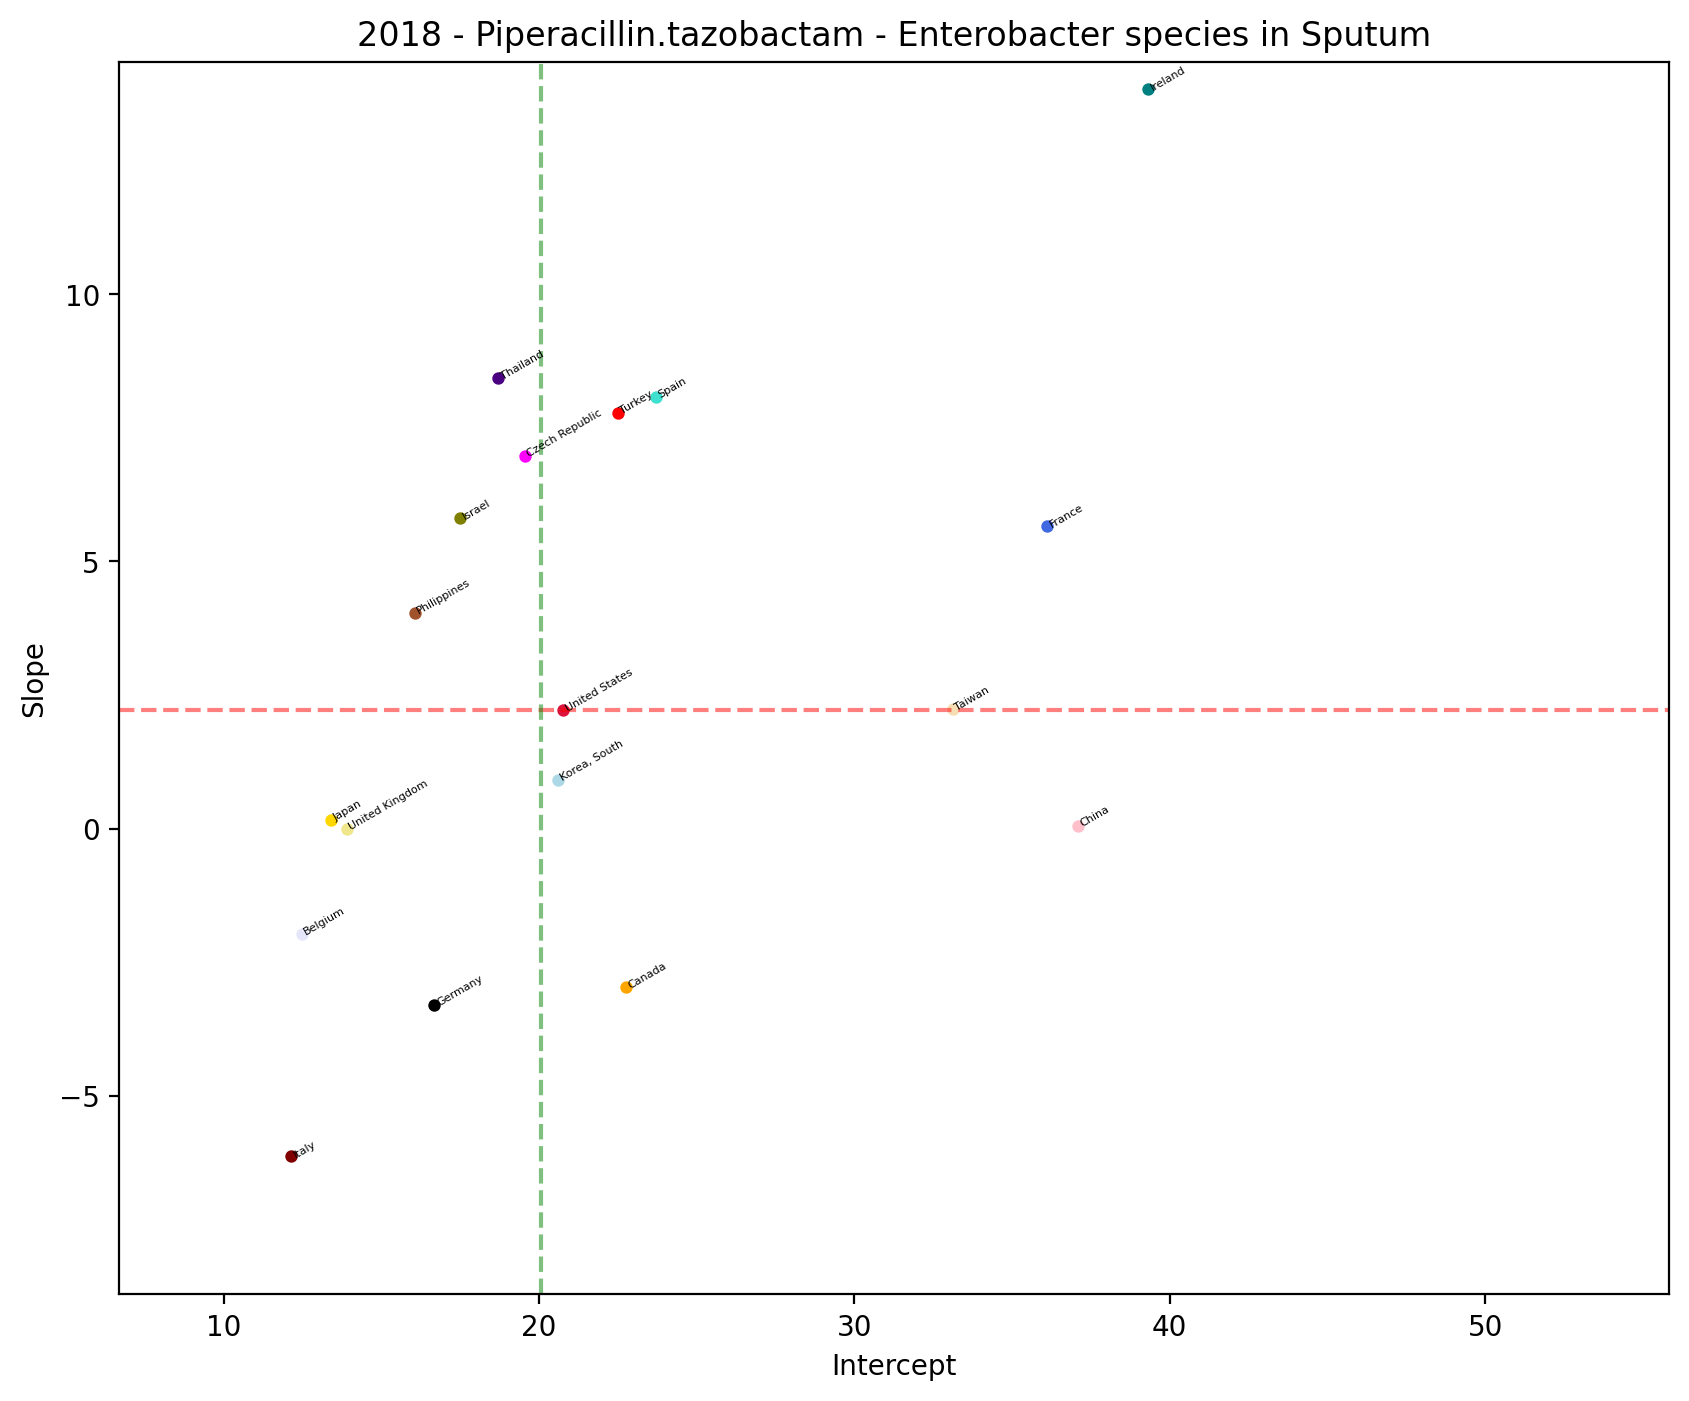 2018 - Piperacillin.tazobactam - Enterobacter species in Sputum
Ireland
10
Thailand
Turkey
Spain
Czech Republic
Israel
France
5
Philippines
United States
Taiwan
Korea, South
Japan
United Kingdom
China
0
Belgium
Germany
Canada
−5
Italy
Slope
10
20
30
40
50
Intercept